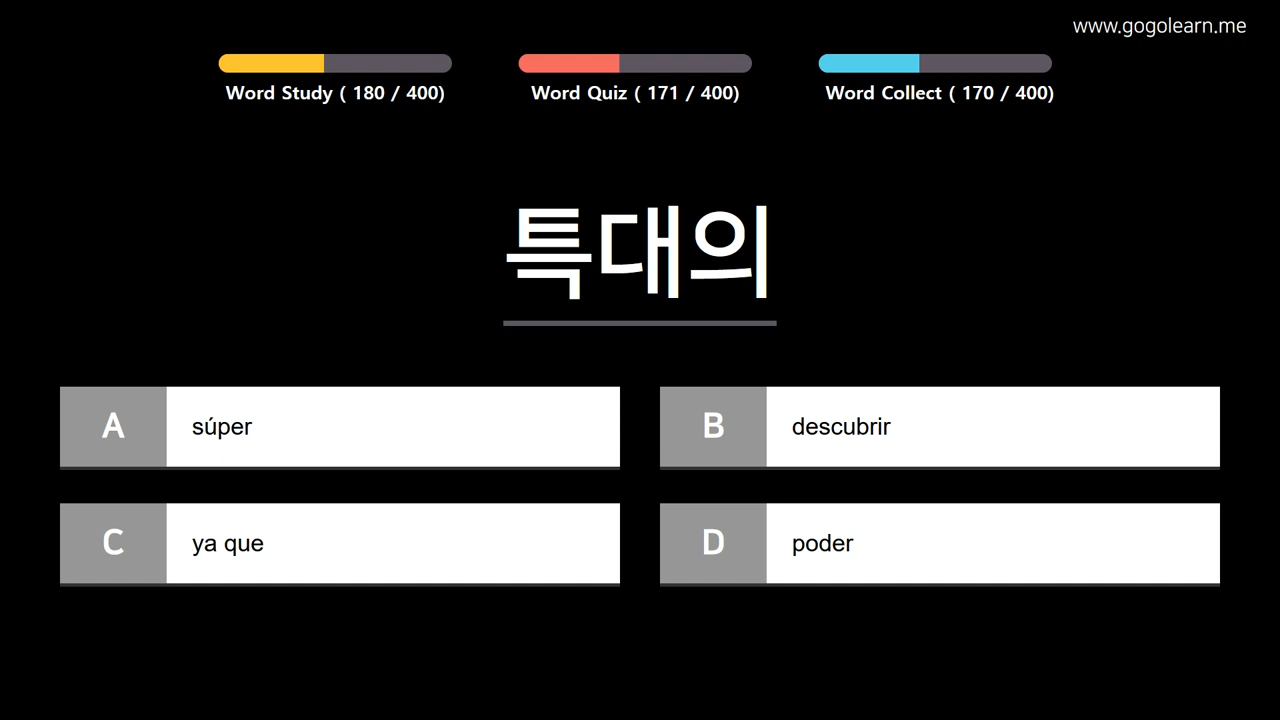 www.gogolearn.me
Word Study ( 180 / 400)
Word Quiz ( 171 / 400)
Word Collect ( 170 / 400)
특대의
A súper
B descubrir
C ya que
D poder